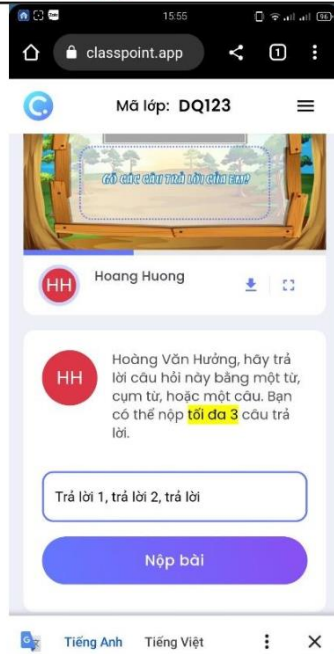 15:55
classpoint.app
1
Mã lớp: DQ123
GÕ CÁC CÂU TRẢ LỜI CỦA EM?
HH
Hoang Huong
HH
Hoàng Văn Hưởng, hãy trả
lời câu hỏi này bằng một từ,
cụm từ, hoặc một câu. Bạn
có thể nộp tối đa 3 câu trả
lời.
Trả lời 1, trả lời 2, trả lời
Nộp bài
Tiếng Anh Tiếng Việt